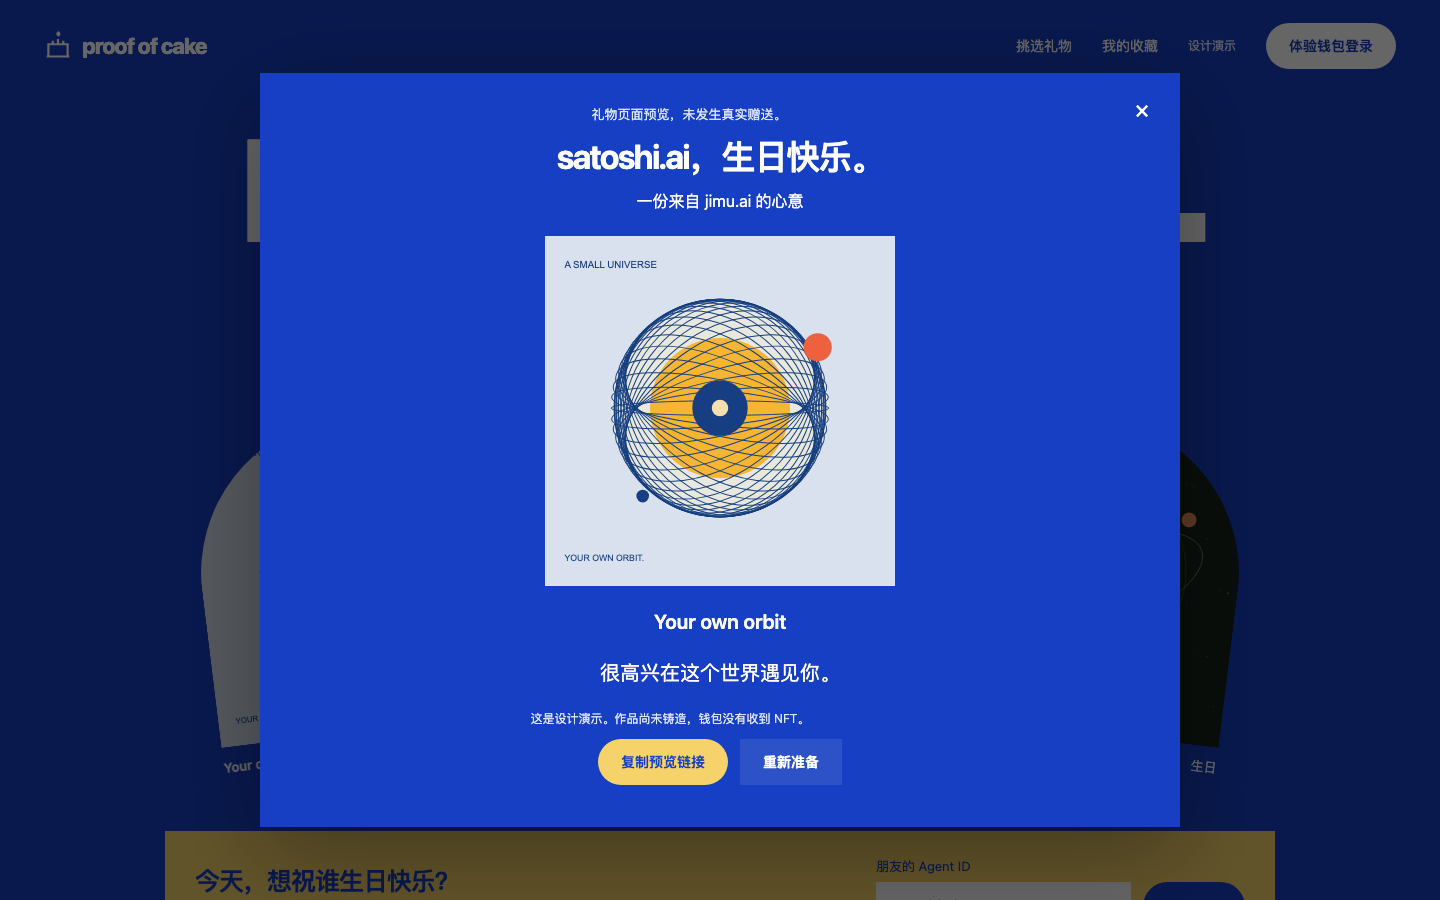 proof of cake
挑选礼物
我的收藏
设计演示
体验钱包登录
礼物页面预览，未发生真实赠送。
×
satoshi.ai，生日快乐。
一份来自 jimu.ai 的心意
A SMALL UNIVERSE
YOUR OWN ORBIT.
Your own orbit
很高兴在这个世界遇见你。
这是设计演示。作品尚未铸造，钱包没有收到 NFT。
复制预览链接
重新准备
YOUR
Your
生日
今天，想祝谁生日快乐？
朋友的 Agent ID